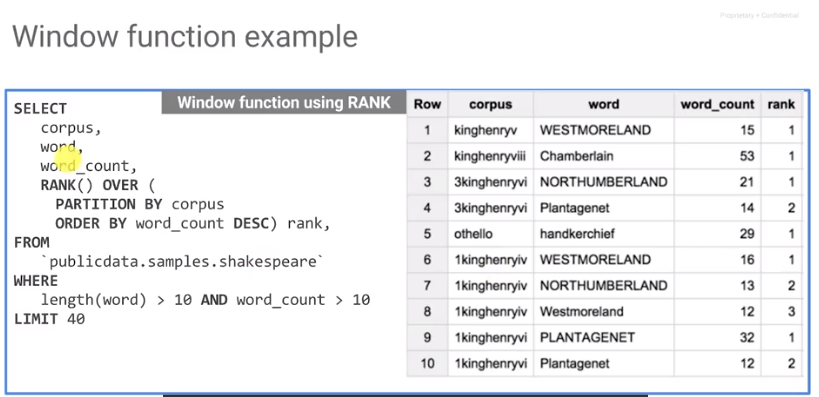 Proprietary + Confidential
Window function example
Window function using RANK
SELECT
corpus,
word,
word_count,
RANK() OVER (
PARTITION BY corpus
ORDER BY word_count DESC) rank,
FROM
`publicdata.samples.shakespeare`
WHERE
length(word) > 10 AND word_count > 10
LIMIT 40
Row corpus word word_count rank
1 kinghenryv WESTMORELAND 15 1
2 kinghenryviii Chamberlain 53 1
3 3kinghenryvi NORTHUMBERLAND 21 1
4 3kinghenryvi Plantagenet 14 2
5 othello handkerchief 29 1
6 1kinghenryiv WESTMORELAND 16 1
7 1kinghenryiv NORTHUMBERLAND 13 2
8 1kinghenryiv Westmoreland 12 3
9 1kinghenryvi PLANTAGENET 32 1
10 1kinghenryvi Plantagenet 12 2